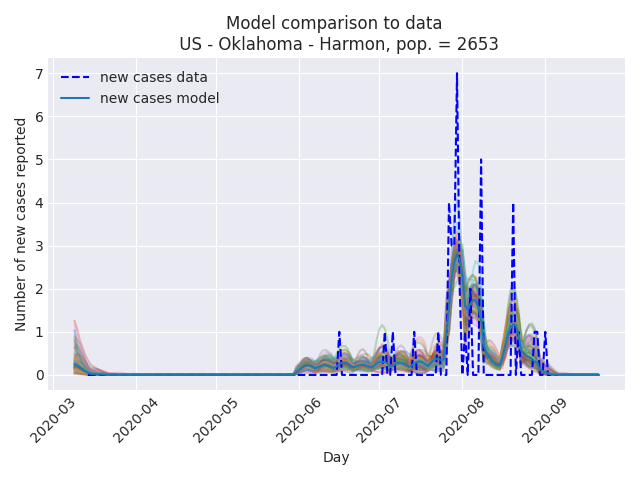 Model comparison to data
US - Oklahoma - Harmon, pop. = 2653
new cases data
new cases model
Number of new cases reported
7
6
5
4
3
2
1
0
2020-03
2020-04
2020-05
2020-06
2020-07
2020-08
2020-09
Day